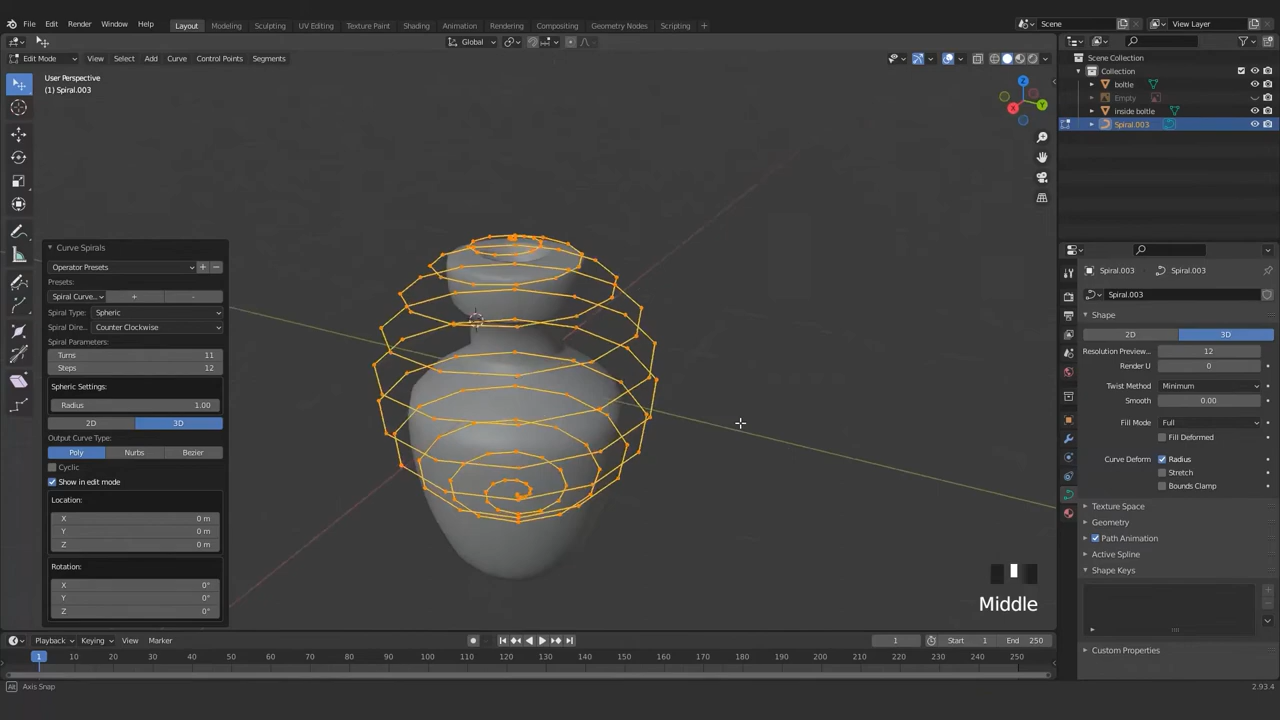 File Edit Render Window Help Layout Modeling Sculpting UV Editing Texture Paint Shading Animation Rendering Compositing Geometry Nodes Scripting Scene View Layer
Global
Edit Mode View Select Add Curve Control Points Segments
Scene Collection
Collection
boltle
Empty
inside boltle
Spiral.003
User Perspective
(1) Spiral.003
X
Y
Z
Curve Spirals
Operator Presets
Presets:
Spiral Curve.. + -
Spiral Type: Spheric
Spiral Dire.. Counter Clockwise
Spiral Parameters:
Turns 11
Steps 12
Spheric Settings:
Radius 1.00
2D 3D
Output Curve Type:
Poly Nurbs Bezier
Cyclic
Show in edit mode
Location:
X 0 m
Y 0 m
Z 0 m
Rotation:
X 0°
Y 0°
Z 0°
Middle
Spiral.003 Spiral.003
Spiral.003
Shape
2D 3D
Resolution Preview... 12
Render U 0
Twist Method Minimum
Smooth 0.00
Fill Mode Full
Fill Deformed
Curve Deform Radius
Stretch
Bounds Clamp
Texture Space
Geometry
Path Animation
Active Spline
Shape Keys
Custom Properties
Playback Keying View Marker 1 Start 1 End 250
1 10 20 30 40 50 60 70 80 90 100 110 120 130 140 150 160 170 180 190 200 210 220 230 240 250
Alt Axis Snap 2.93.4